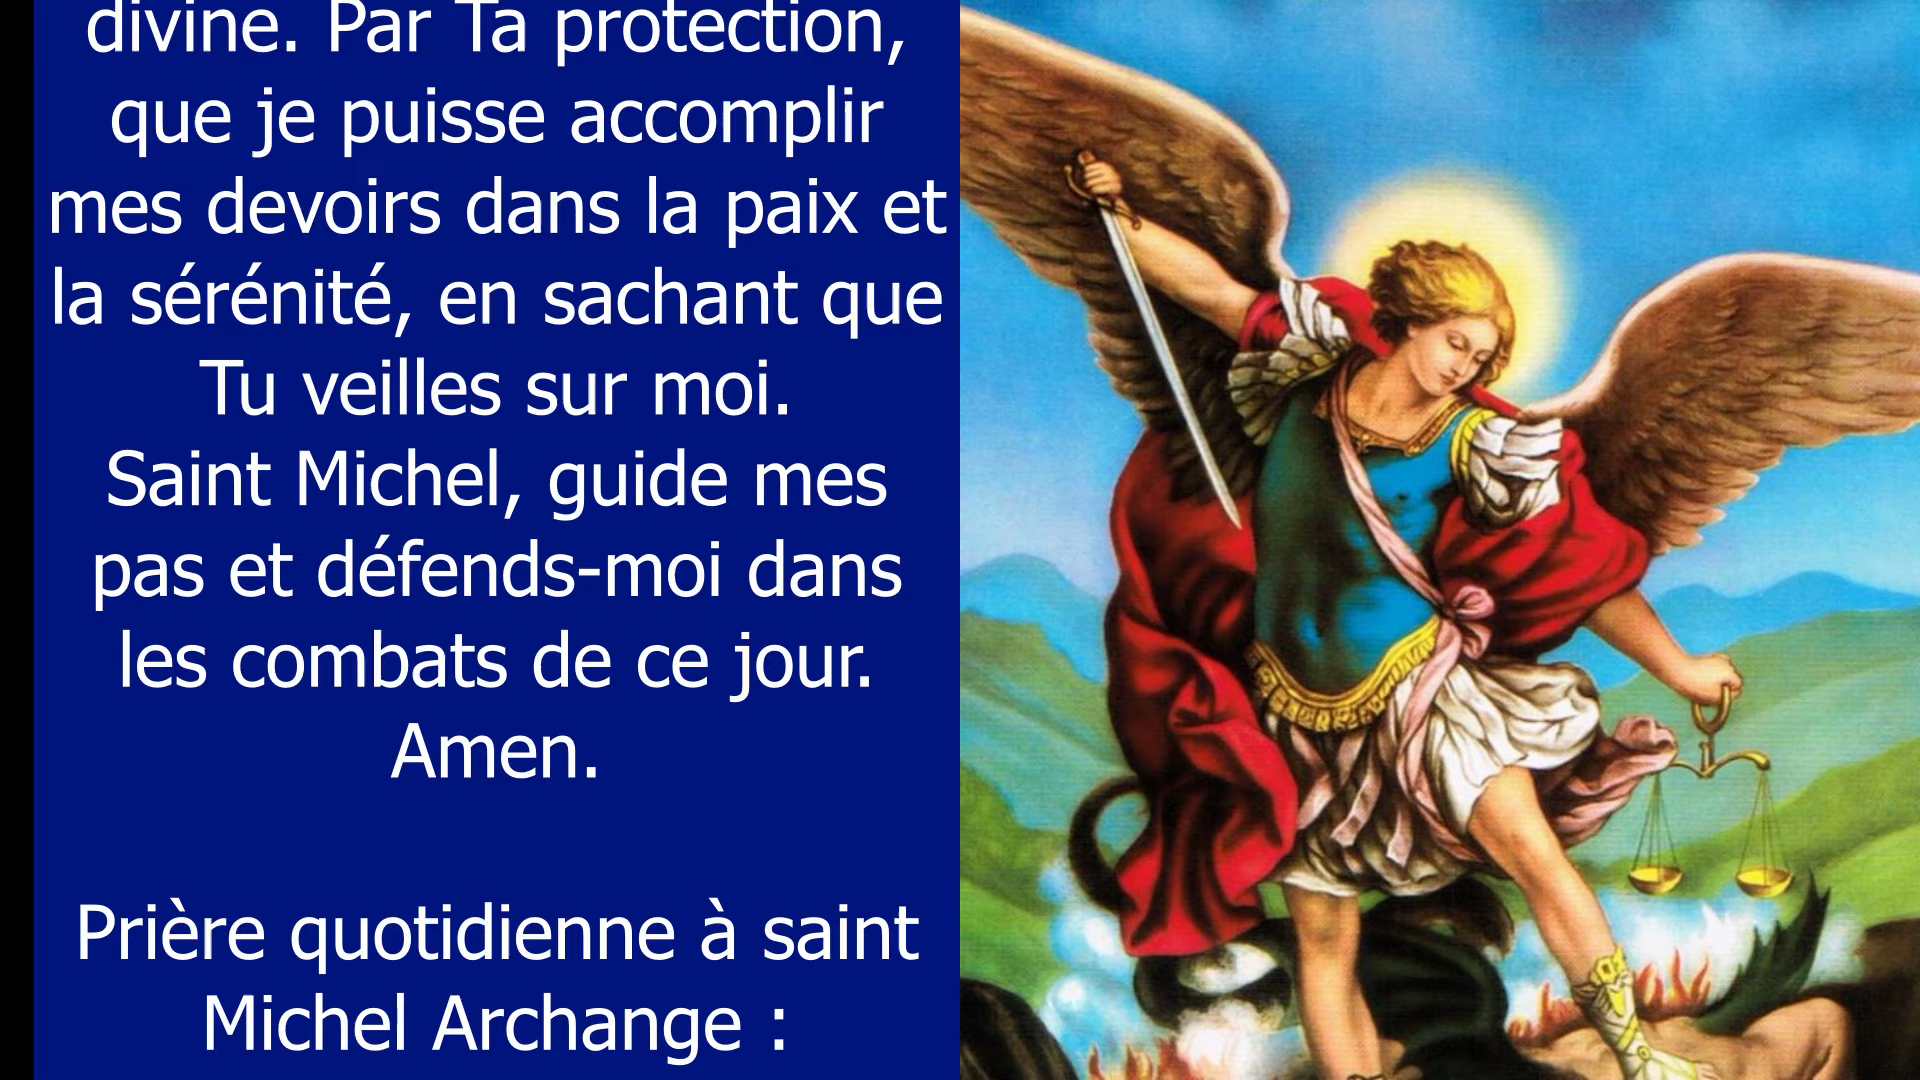 divine. Par Ta protection,
que je puisse accomplir
mes devoirs dans la paix et
la sérénité, en sachant que
Tu veilles sur moi.
Saint Michel, guide mes
pas et défends-moi dans
les combats de ce jour.
Amen.
Prière quotidienne à saint
Michel Archange :